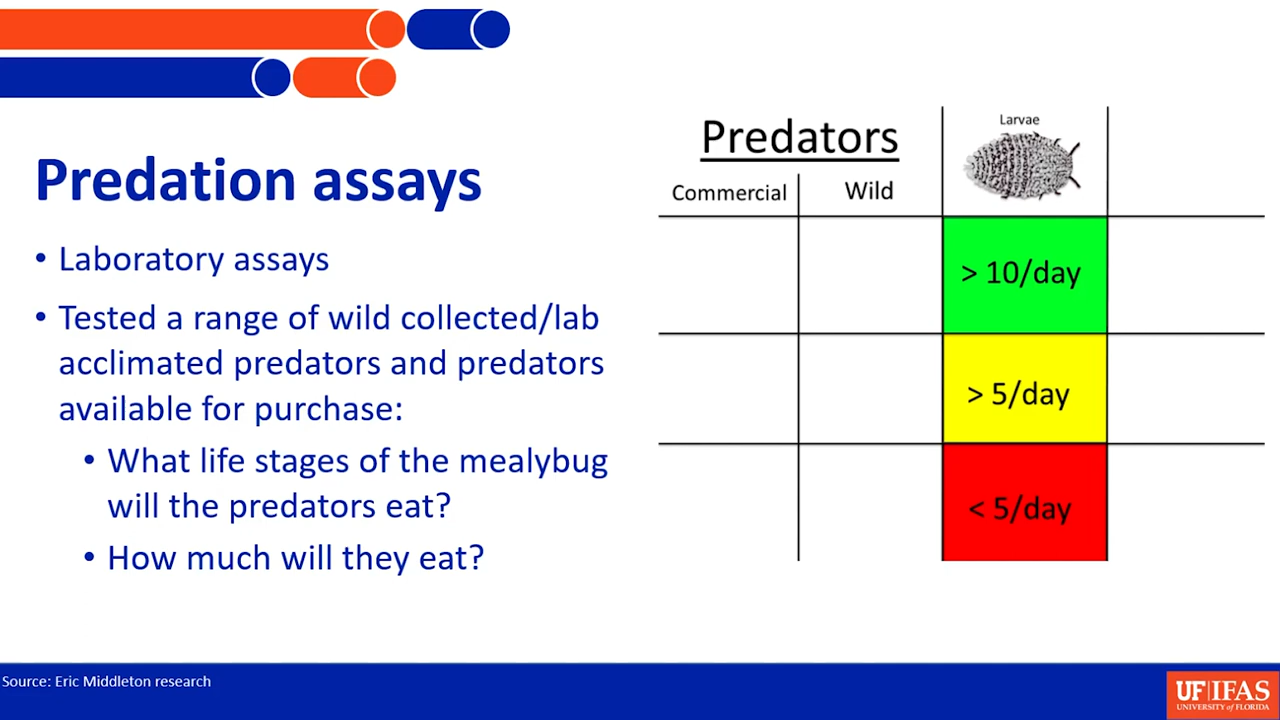 Predation assays
• Laboratory assays
• Tested a range of wild collected/lab
acclimated predators and predators
available for purchase:
• What life stages of the mealybug
will the predators eat?
• How much will they eat?
Predators
Commercial
Wild
Larvae
> 10/day
> 5/day
< 5/day
Source: Eric Middleton research
UF|IFAS
UNIVERSITY of FLORIDA